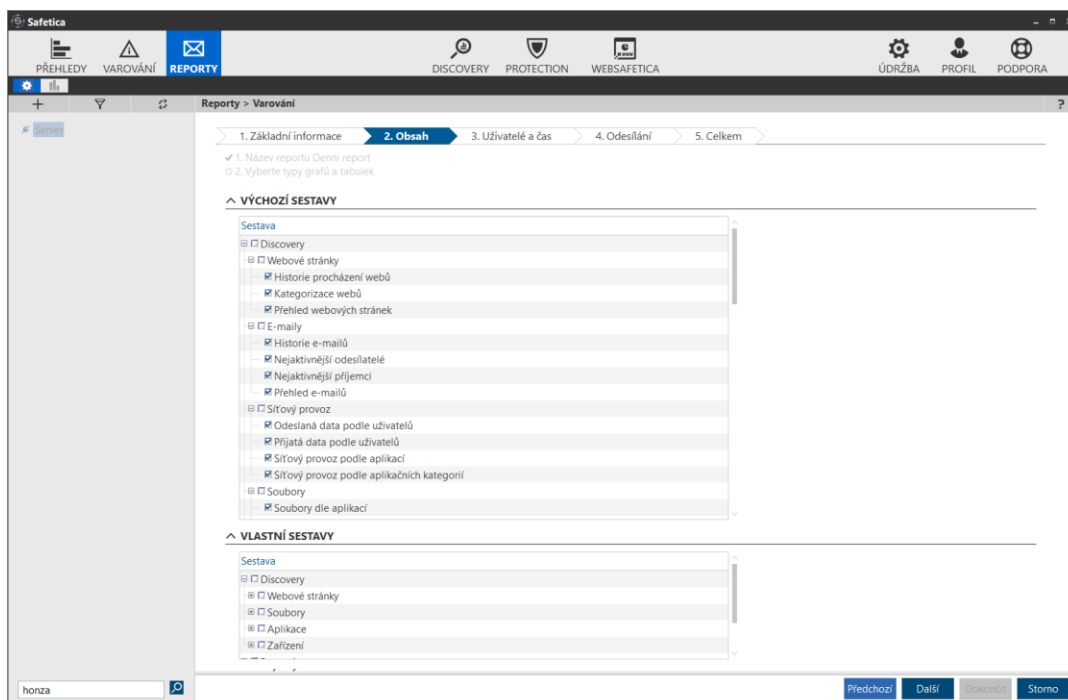 Safetica
PŘEHLEDY VAROVÁNÍ REPORTY DISCOVERY PROTECTION WEBSAFETICA ÚDRŽBA PROFIL PODPORA
Reporty > Varování ?
Server
1. Základní informace 2. Obsah 3. Uživatelé a čas 4. Odesílání 5. Celkem
1. Název reportu Denni report
2. Vyberte typy grafů a tabulek
VÝCHOZÍ SESTAVY
Sestava
Discovery
Webové stránky
Historie procházení webů
Kategorizace webů
Přehled webových stránek
E-maily
Historie e-mailů
Nejaktivnější odesílatelé
Nejaktivnější příjemci
Přehled e-mailů
Síťový provoz
Odeslaná data podle uživatelů
Přijatá data podle uživatelů
Síťový provoz podle aplikací
Síťový provoz podle aplikačních kategorií
Soubory
Soubory dle aplikací
VLASTNÍ SESTAVY
Sestava
Discovery
Webové stránky
Soubory
Aplikace
Zařízení
honza
Předchozí Další Dokončit Storno